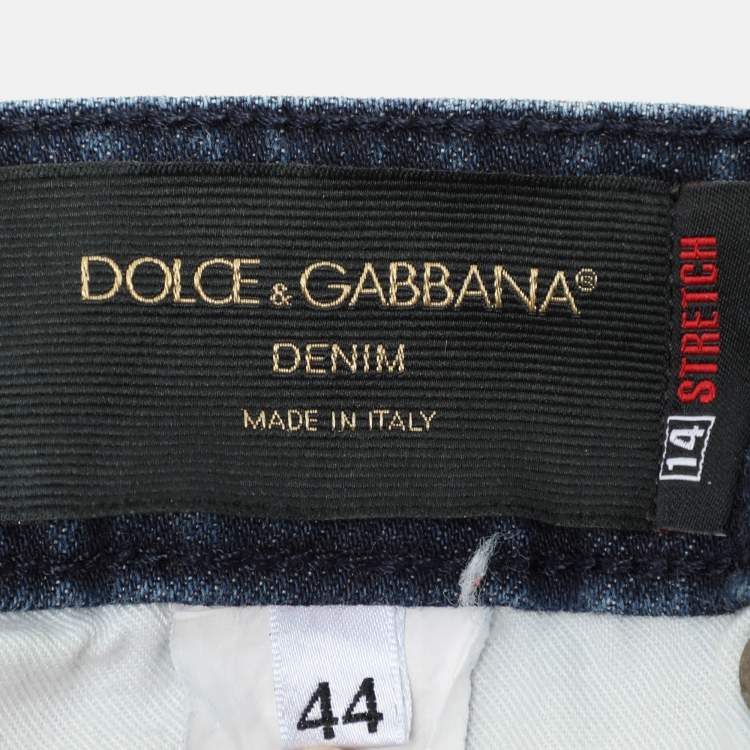 DOLCE & GABBANA®
DENIM
MADE IN ITALY
14 STRETCH
44